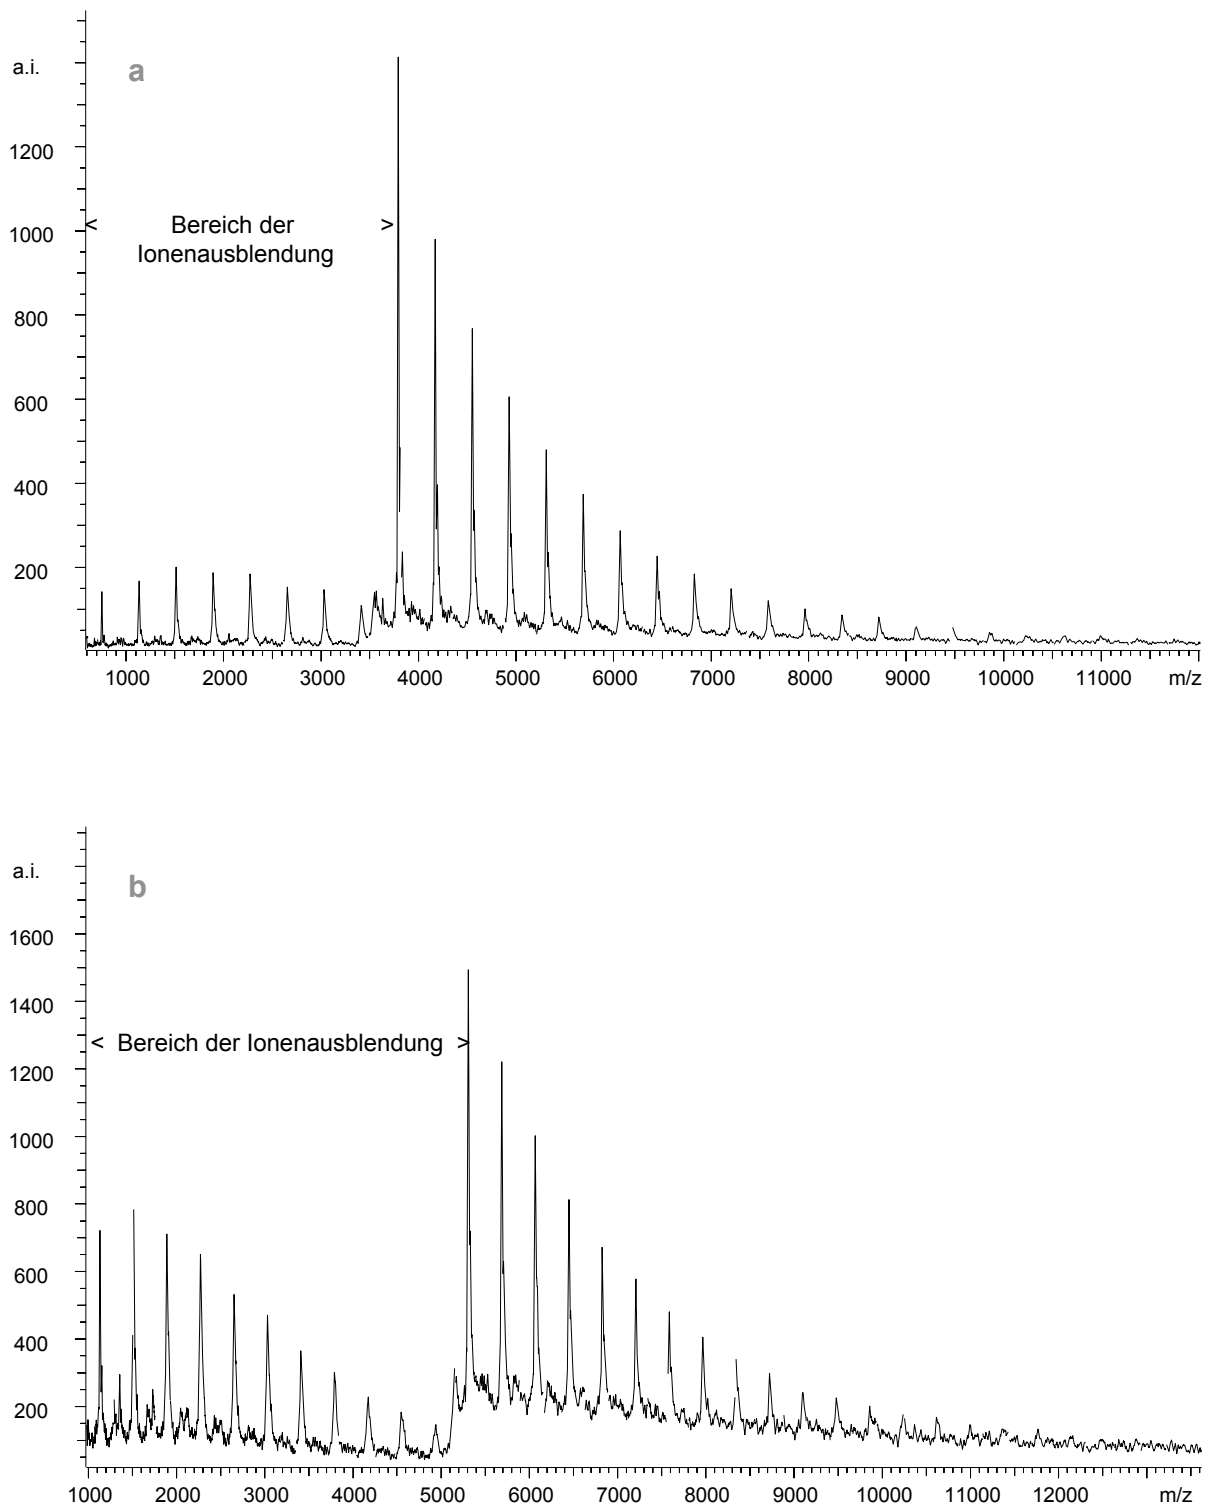 a.i.
a
1200
< Bereich der >
Ionenausblendung
1000
800
600
400
200
1000 2000 3000 4000 5000 6000 7000 8000 9000 10000 11000 m/z
a.i.
b
1600
1400
< Bereich der Ionenausblendung >
1200
1000
800
600
400
200
1000 2000 3000 4000 5000 6000 7000 8000 9000 10000 11000 12000 m/z